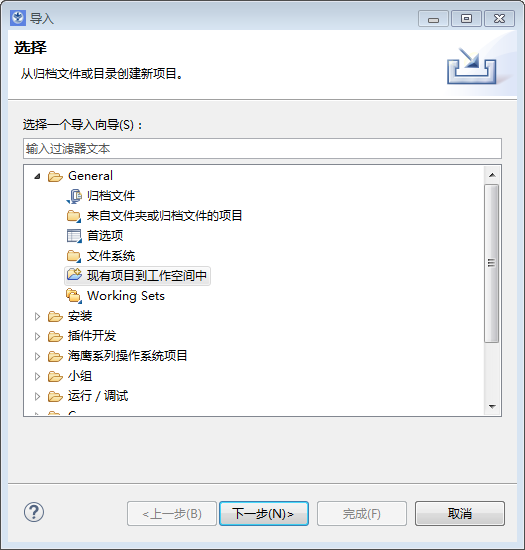 导入
选择
从归档文件或目录创建新项目。
选择一个导入向导(S)：
输入过滤器文本
General
归档文件
来自文件夹或归档文件的项目
首选项
文件系统
现有项目到工作空间中
Working Sets
安装
插件开发
海鹰系列操作系统项目
小组
运行 / 调试
<上一步(B)
下一步(N)>
完成(F)
取消